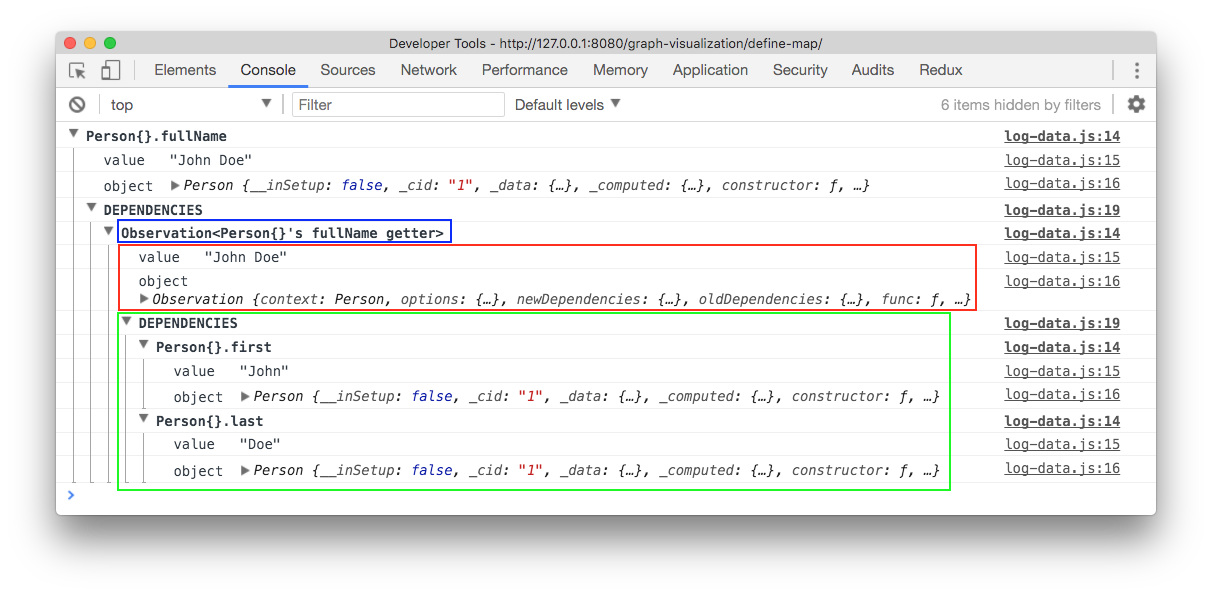 Developer Tools - http://127.0.0.1:8080/graph-visualization/define-map/
Elements Console Sources Network Performance Memory Application Security Audits Redux
top Filter Default levels 6 items hidden by filters
Person{}.fullName log-data.js:14
value "John Doe" log-data.js:15
object Person {__inSetup: false, _cid: "1", _data: {…}, _computed: {…}, constructor: ƒ, …} log-data.js:16
DEPENDENCIES log-data.js:19
Observation<Person{}'s fullName getter> log-data.js:14
value "John Doe" log-data.js:15
object log-data.js:16
Observation {context: Person, options: {…}, newDependencies: {…}, oldDependencies: {…}, func: ƒ, …}
DEPENDENCIES log-data.js:19
Person{}.first log-data.js:14
value "John" log-data.js:15
object Person {__inSetup: false, _cid: "1", _data: {…}, _computed: {…}, constructor: ƒ, …} log-data.js:16
Person{}.last log-data.js:14
value "Doe" log-data.js:15
object Person {__inSetup: false, _cid: "1", _data: {…}, _computed: {…}, constructor: ƒ, …} log-data.js:16